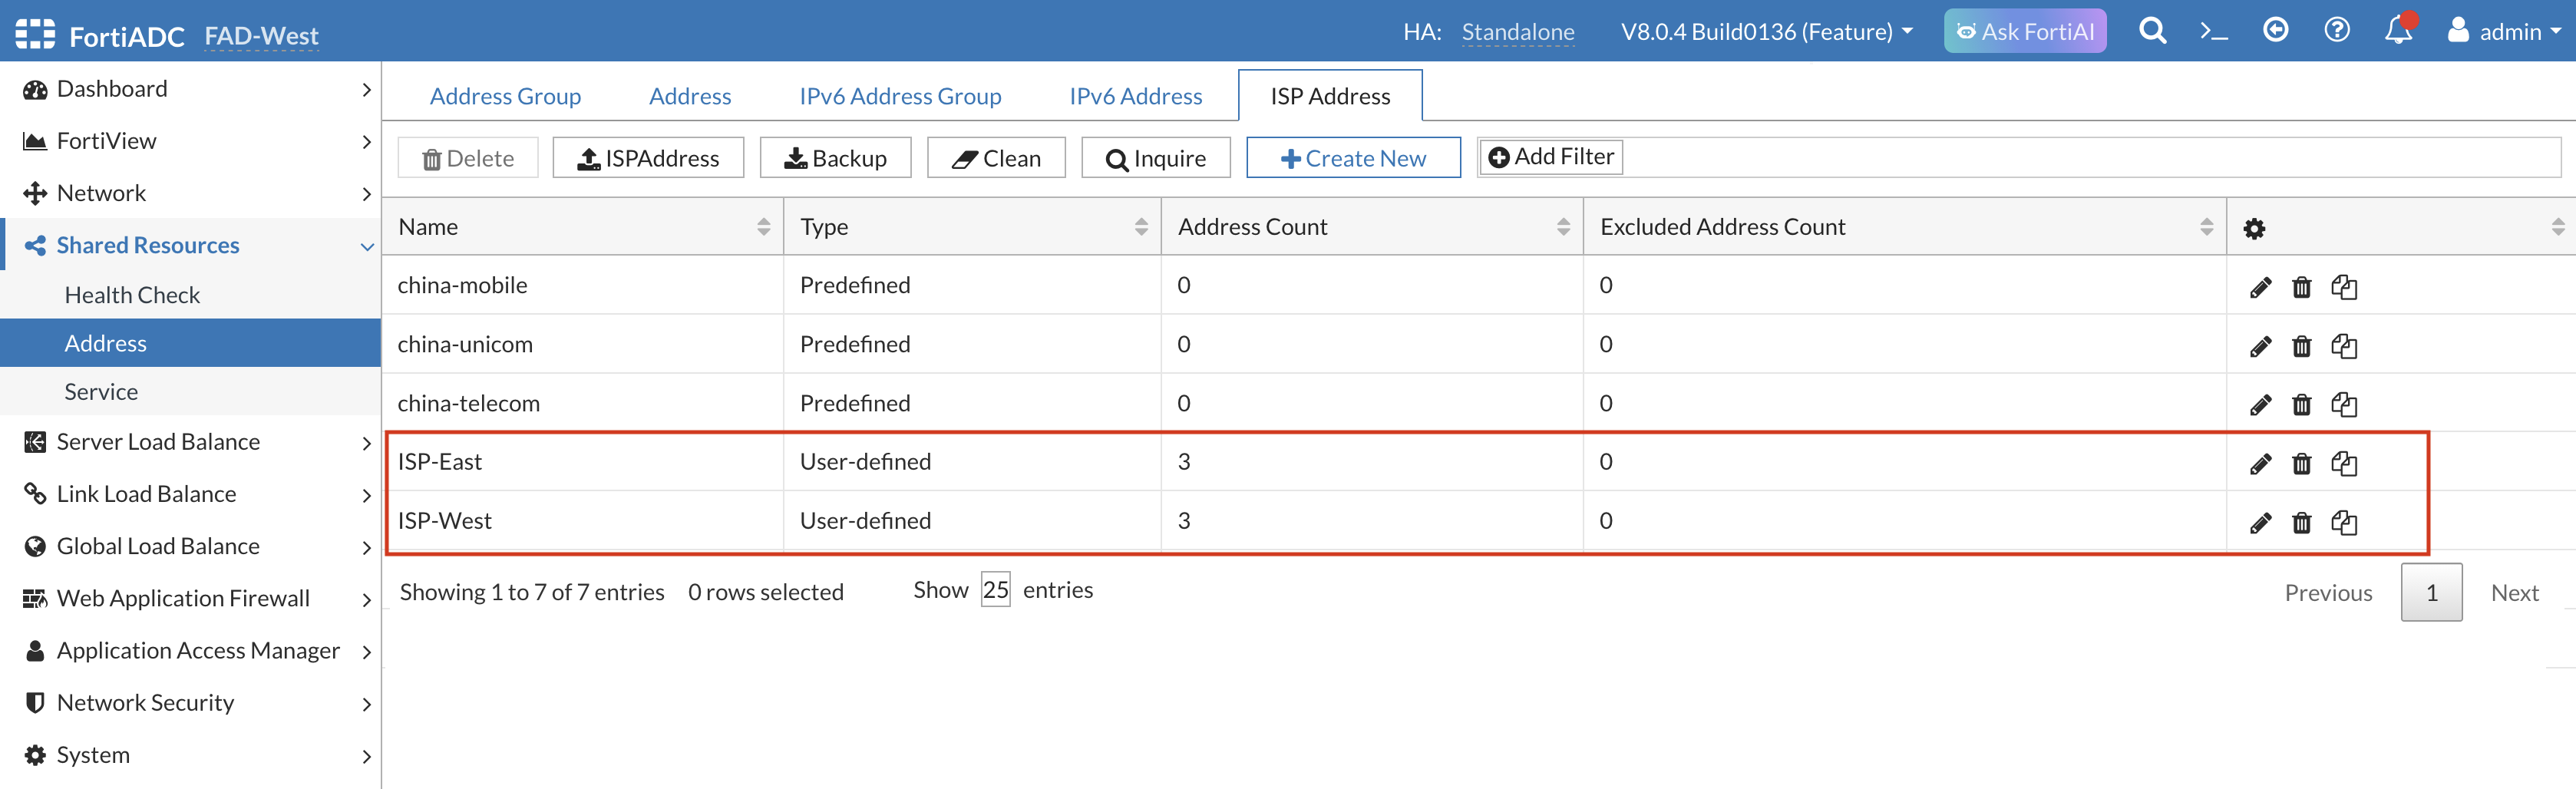 FortiADC FAD-West HA: Standalone V8.0.4 Build0136 (Feature) Ask FortiAI admin
Dashboard
FortiView
Network
Shared Resources
Health Check
Address
Service
Server Load Balance
Link Load Balance
Global Load Balance
Web Application Firewall
Application Access Manager
Network Security
System
Address Group Address IPv6 Address Group IPv6 Address ISP Address
Delete ISPAddress Backup Clean Inquire Create New Add Filter
Name Type Address Count Excluded Address Count
china-mobile Predefined 0 0
china-unicom Predefined 0 0
china-telecom Predefined 0 0
ISP-East User-defined 3 0
ISP-West User-defined 3 0
Showing 1 to 7 of 7 entries 0 rows selected Show 25 entries Previous 1 Next